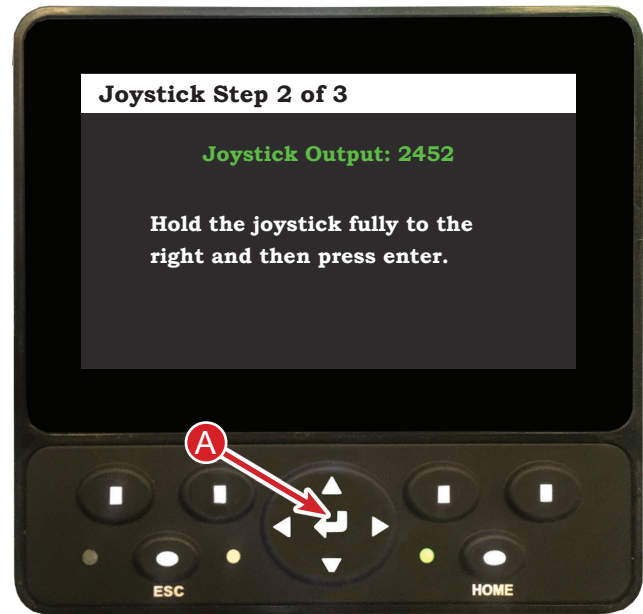 Joystick Step 2 of 3
Joystick Output: 2452
Hold the joystick fully to the
right and then press enter.
A
ESC
HOME